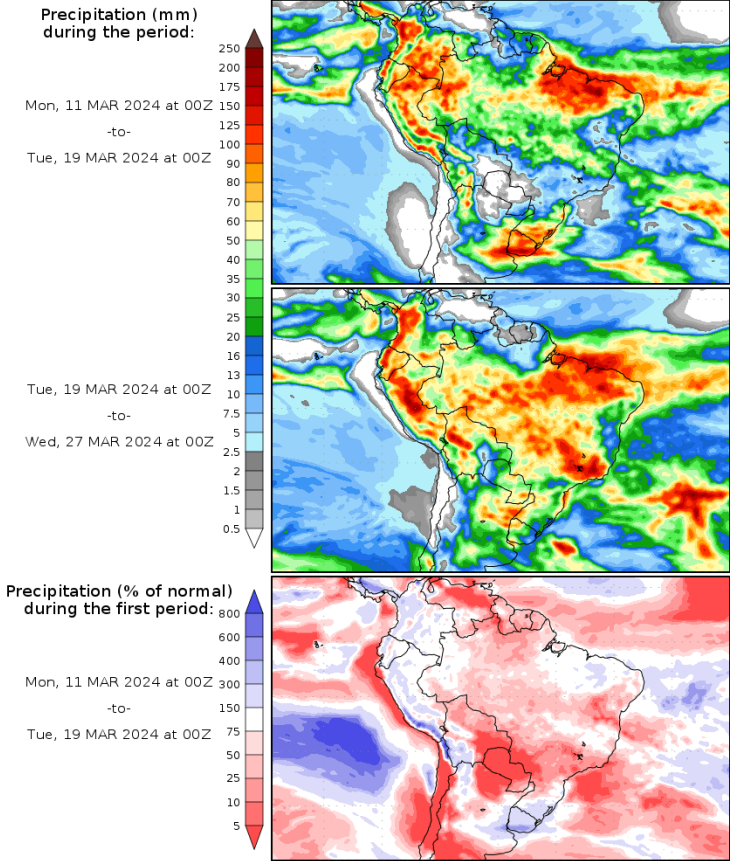 Precipitation (mm)
during the period:
Mon, 11 MAR 2024 at 00Z
-to-
Tue, 19 MAR 2024 at 00Z
250
200
175
150
125
100
90
80
70
60
50
40
35
30
25
20
16
13
10
7.5
5
2.5
2
1.5
1
0.5
Tue, 19 MAR 2024 at 00Z
-to-
Wed, 27 MAR 2024 at 00Z
Precipitation (% of normal)
during the first period:
Mon, 11 MAR 2024 at 00Z
-to-
Tue, 19 MAR 2024 at 00Z
800
600
400
300
150
75
50
25
10
5